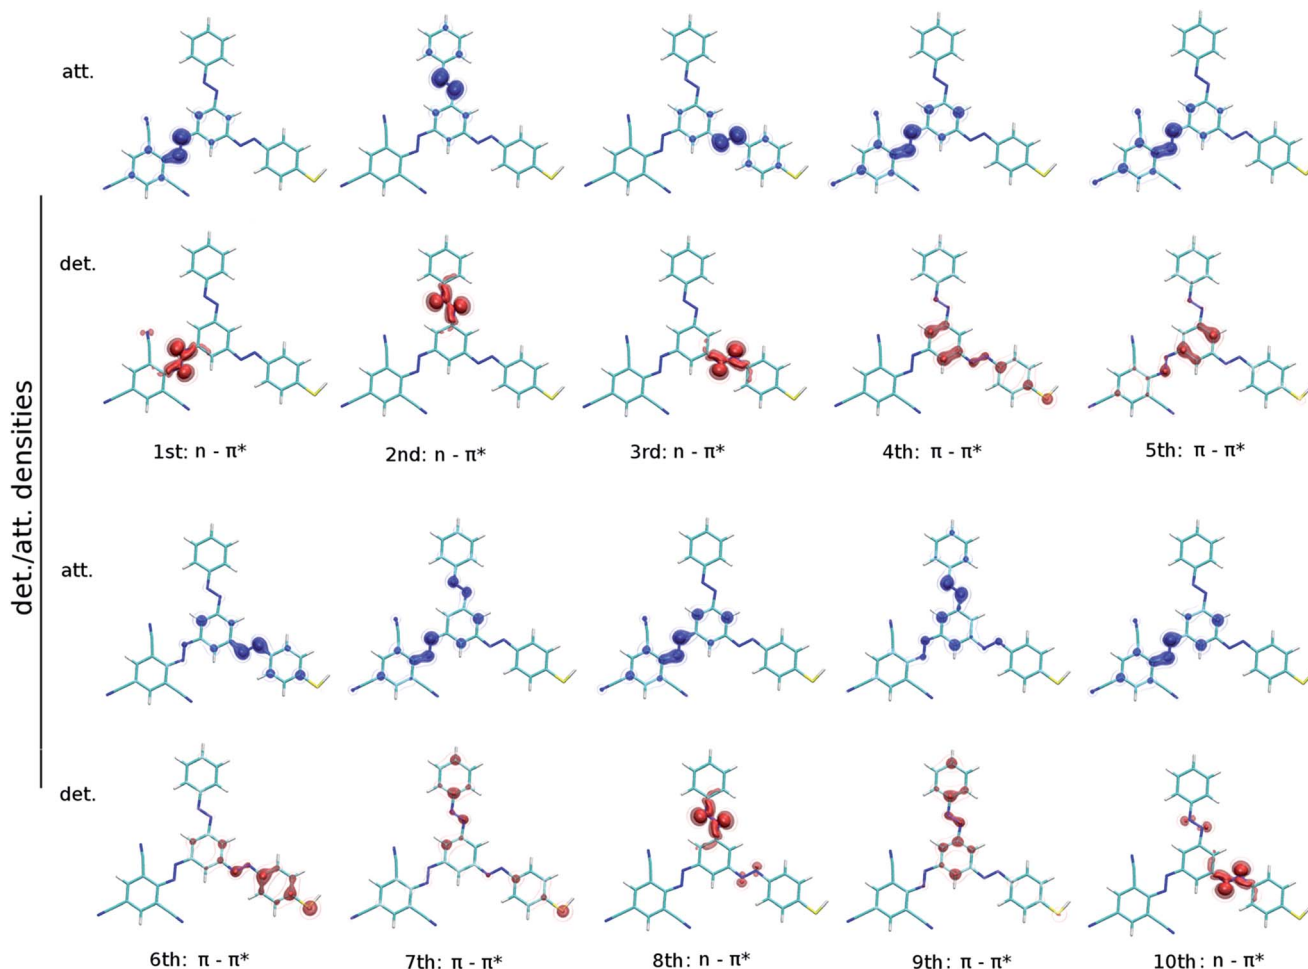 att.
det.
1st: n - π*
2nd: n - π*
3rd: n - π*
4th: π - π*
5th: π - π*
det./att. densities
att.
det.
6th: π - π*
7th: π - π*
8th: n - π*
9th: π - π*
10th: n - π*